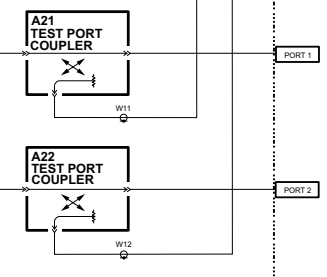 A21
TEST PORT
COUPLER
PORT 1
W11
A22
TEST PORT
COUPLER
PORT 2
W12